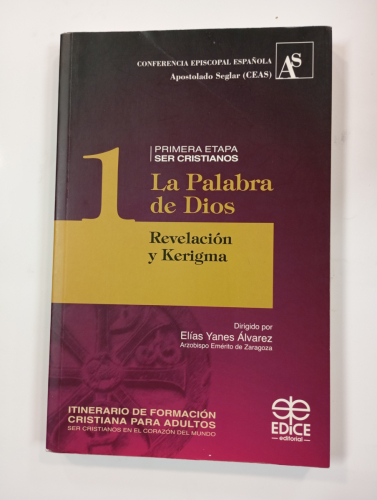 CONFERENCIA EPISCOPAL ESPAÑOLA
Apostolado Seglar (CEAS)
AS
1
PRIMERA ETAPA
SER CRISTIANOS
La Palabra
de Dios
Revelación
y Kerigma
Dirigido por
Elías Yanes Álvarez
Arzobispo Emérito de Zaragoza
ITINERARIO DE FORMACIÓN
CRISTIANA PARA ADULTOS
SER CRISTIANOS EN EL CORAZÓN DEL MUNDO
EDICE
editorial